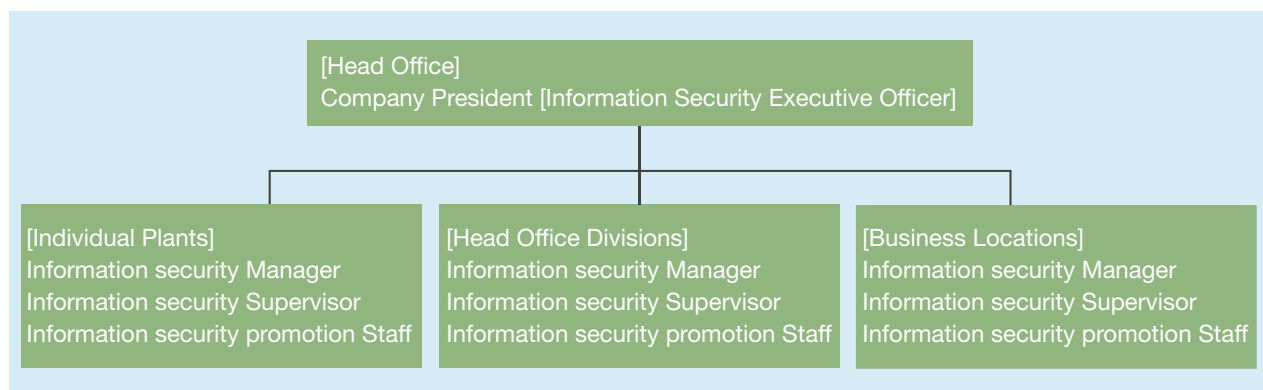 [Head Office]
Company President [Information Security Executive Officer]
[Individual Plants]
Information security Manager
Information security Supervisor
Information security promotion Staff
[Head Office Divisions]
Information security Manager
Information security Supervisor
Information security promotion Staff
[Business Locations]
Information security Manager
Information security Supervisor
Information security promotion Staff